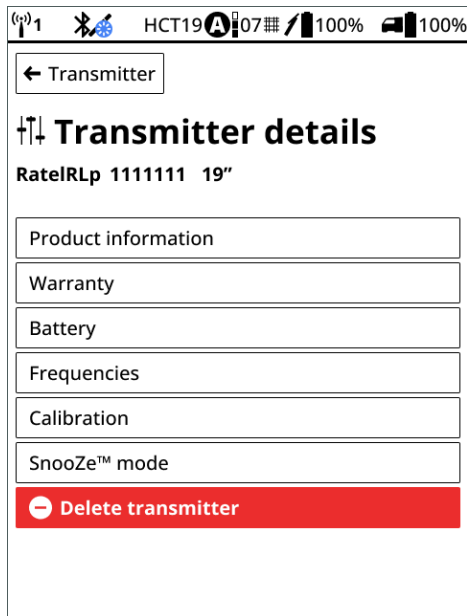 1 HCT19 A 07 100% 100%
← Transmitter
Transmitter details
RatelRLp 1111111 19”
Product information
Warranty
Battery
Frequencies
Calibration
SnooZe™ mode
Delete transmitter